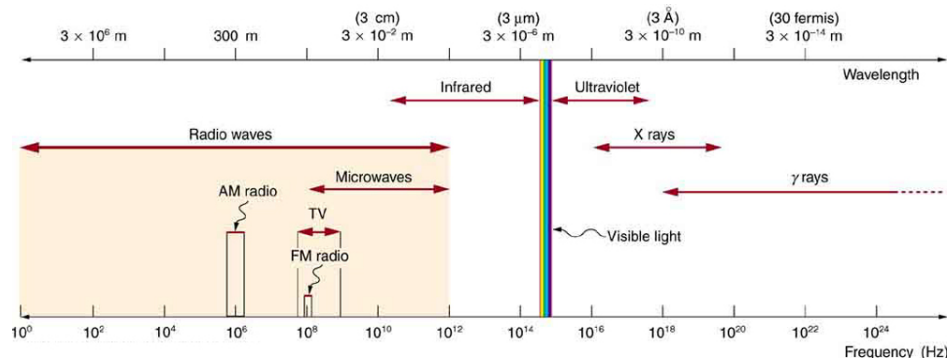 (3 cm) (3 μm) (3 Å) (30 fermis)
3 × 10⁶ m 300 m 3 × 10⁻² m 3 × 10⁻⁶ m 3 × 10⁻¹⁰ m 3 × 10⁻¹⁴ m
Wavelength
Infrared Ultraviolet
Radio waves X rays
Microwaves γ rays
AM radio
TV
Visible light
FM radio
10⁰ 10² 10⁴ 10⁶ 10⁸ 10¹⁰ 10¹² 10¹⁴ 10¹⁶ 10¹⁸ 10²⁰ 10²² 10²⁴
Frequency (Hz)